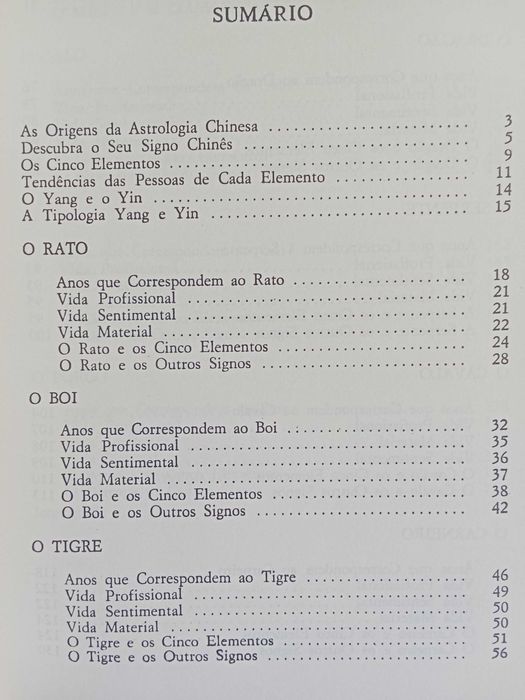 SUMÁRIO
As Origens da Astrologia Chinesa ........................ 3
Descubra o Seu Signo Chinês ........................ 5
Os Cinco Elementos ........................ 9
Tendências das Pessoas de Cada Elemento ........................ 11
O Yang e o Yin ........................ 14
A Tipologia Yang e Yin ........................ 15
O RATO
Anos que Correspondem ao Rato ........................ 18
Vida Profissional ........................ 21
Vida Sentimental ........................ 21
Vida Material ........................ 22
O Rato e os Cinco Elementos ........................ 24
O Rato e os Outros Signos ........................ 28
O BOI
Anos que Correspondem ao Boi ........................ 32
Vida Profissional ........................ 35
Vida Sentimental ........................ 36
Vida Material ........................ 37
O Boi e os Cinco Elementos ........................ 38
O Boi e os Outros Signos ........................ 42
O TIGRE
Anos que Correspondem ao Tigre ........................ 46
Vida Profissional ........................ 49
Vida Sentimental ........................ 50
Vida Material ........................ 50
O Tigre e os Cinco Elementos ........................ 51
O Tigre e os Outros Signos ........................ 56